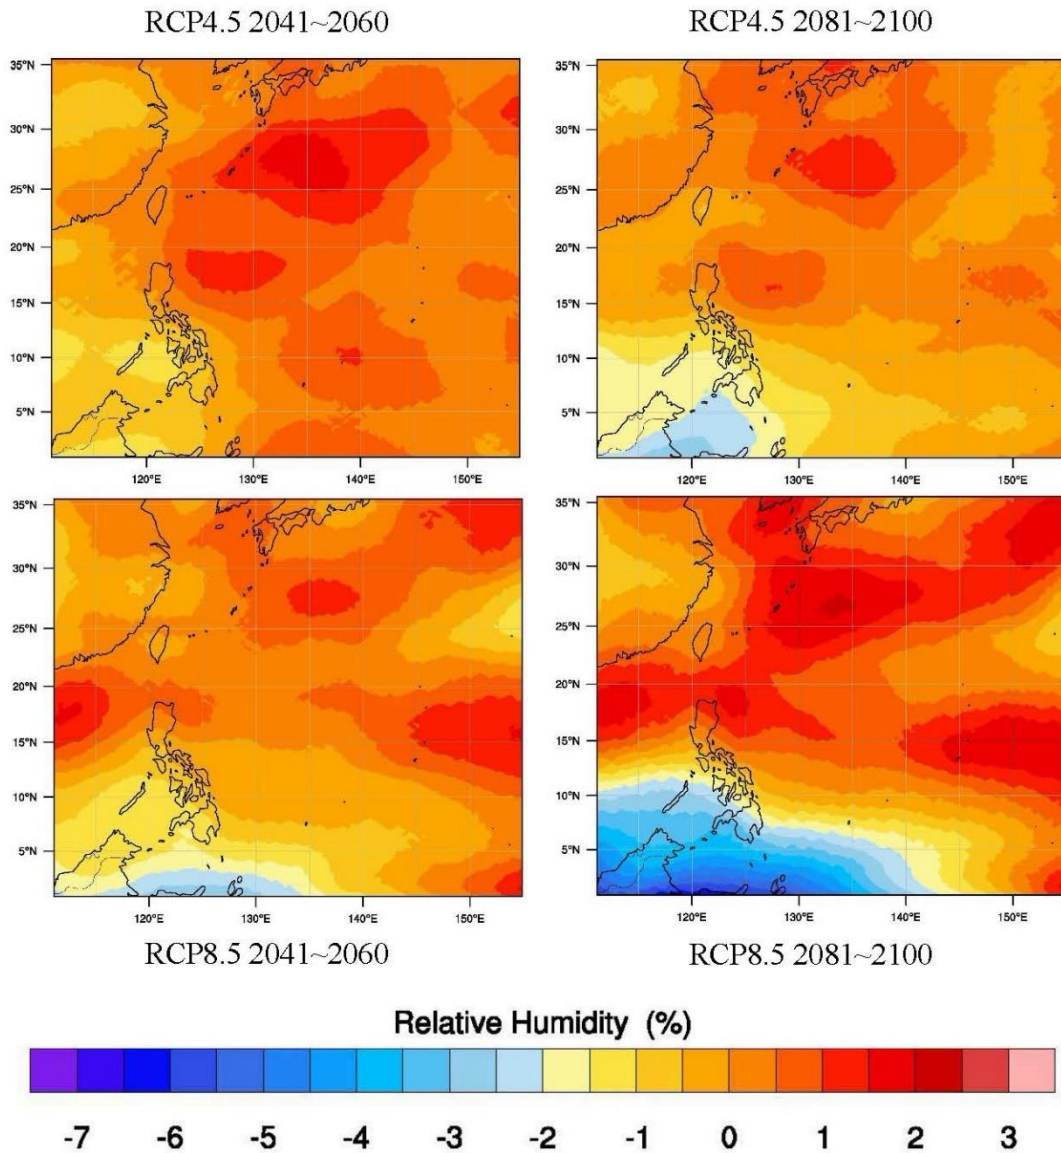 RCP4.5 2041~2060 RCP4.5 2081~2100
35°N 35°N
30°N 30°N
25°N 25°N
20°N 20°N
15°N 15°N
10°N 10°N
5°N 5°N
120°E 130°E 140°E 150°E 120°E 130°E 140°E 150°E
35°N 35°N
30°N 30°N
25°N 25°N
20°N 20°N
15°N 15°N
10°N 10°N
5°N 5°N
120°E 130°E 140°E 150°E 120°E 130°E 140°E 150°E
RCP8.5 2041~2060 RCP8.5 2081~2100
Relative Humidity (%)
-7 -6 -5 -4 -3 -2 -1 0 1 2 3